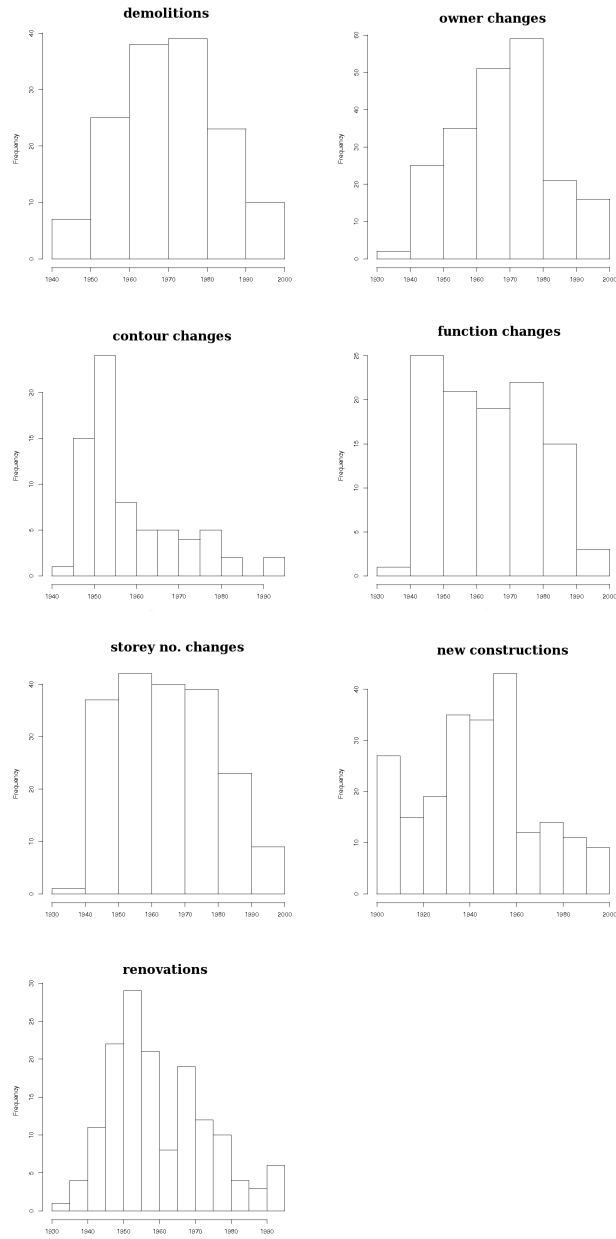 demolitions
Frequency
0 10 20 30 40
1940 1950 1960 1970 1980 1990 2000
owner changes
Frequency
0 10 20 30 40 50 60
1930 1940 1950 1960 1970 1980 1990 2000
contour changes
Frequency
0 5 10 15 20
1940 1950 1960 1970 1980 1990
function changes
Frequency
0 5 10 15 20 25
1930 1940 1950 1960 1970 1980 1990 2000
storey no. changes
Frequency
0 10 20 30 40
1930 1940 1950 1960 1970 1980 1990 2000
new constructions
Frequency
0 10 20 30 40
1900 1920 1940 1960 1980 2000
renovations
Frequency
0 5 10 15 20 25 30
1930 1940 1950 1960 1970 1980 1990